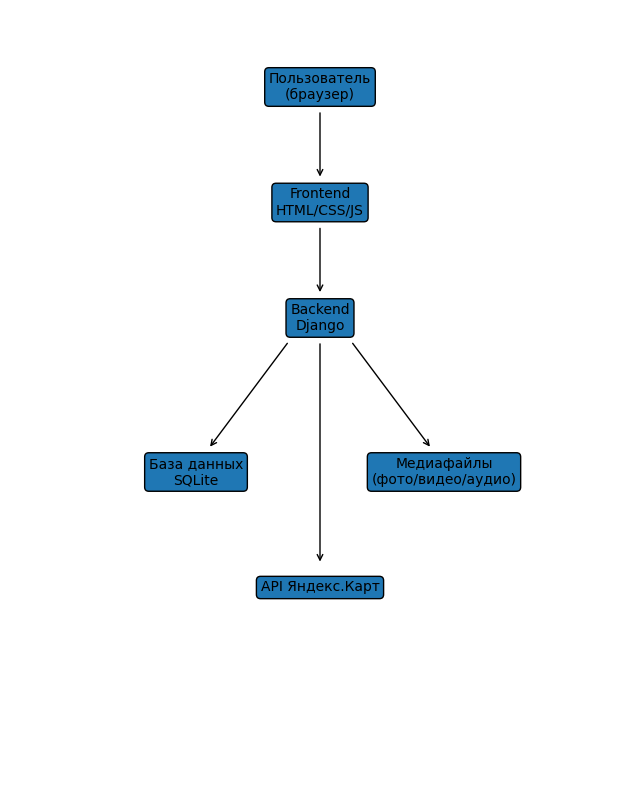 Пользователь
(браузер)
Frontend
HTML/CSS/JS
Backend
Django
База данных
SQLite
Медиафайлы
(фото/видео/аудио)
API Яндекс.Карт